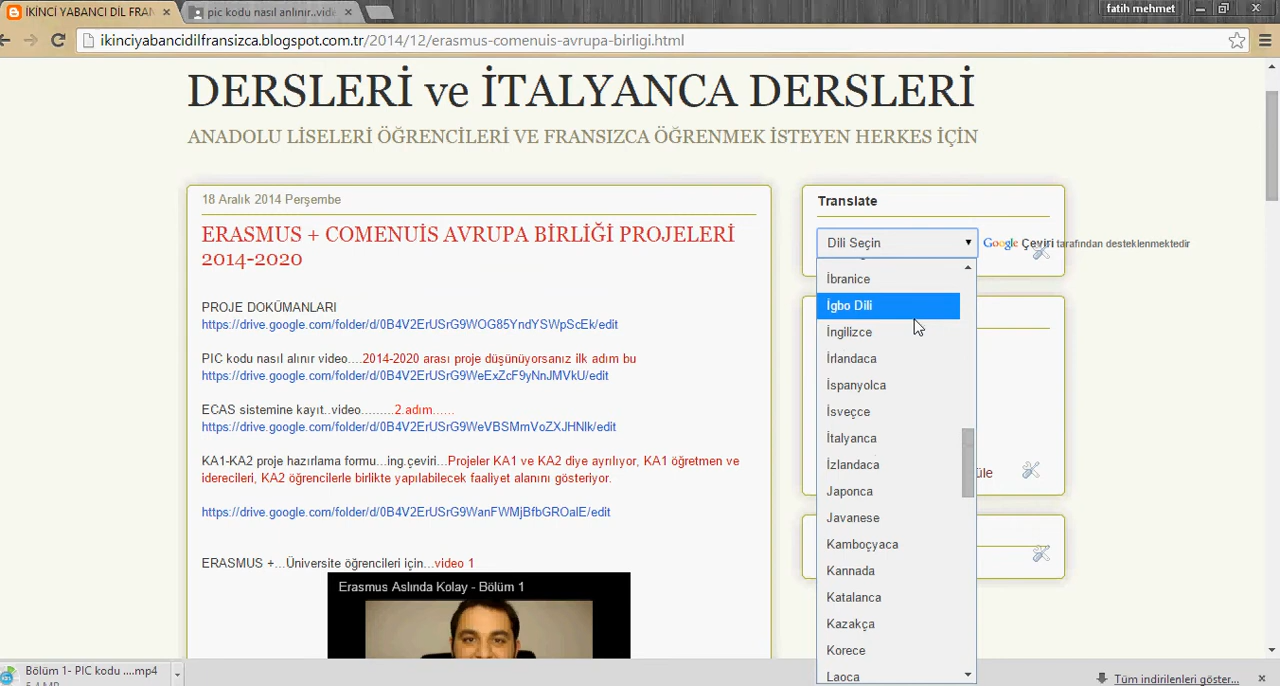 İKİNCİ YABANCI DİL FRANSI
pic kodu nasıl anlınır..vide
fatih mehmet
ikinciyabancidilfransizca.blogspot.com.tr/2014/12/erasmus-comenuis-avrupa-birligi.html
DERSLERİ ve İTALYANCA DERSLERİ
ANADOLU LİSELERİ ÖĞRENCİLERİ VE FRANSIZCA ÖĞRENMEK İSTEYEN HERKES İÇİN
18 Aralık 2014 Perşembe
ERASMUS + COMENUİS AVRUPA BİRLİĞİ PROJELERİ
2014-2020
PROJE DOKÜMANLARI
https://drive.google.com/folder/d/0B4V2ErUSrG9WOG85YndYSWpScEk/edit
PIC kodu nasıl alınır video....2014-2020 arası proje düşünüyorsanız ilk adım bu
https://drive.google.com/folder/d/0B4V2ErUSrG9WeExZcF9yNnJMVkU/edit
ECAS sistemine kayıt..video.........2.adım......
https://drive.google.com/folder/d/0B4V2ErUSrG9WeVBSMmVoZXJHNlk/edit
KA1-KA2 proje hazırlama formu...ing.çeviri...Projeler KA1 ve KA2 diye ayrılıyor, KA1 öğretmen ve
iderecileri, KA2 öğrencilerle birlikte yapılabilecek faaliyet alanını gösteriyor.
https://drive.google.com/folder/d/0B4V2ErUSrG9WanFWMjBfbGROalE/edit
ERASMUS +...Üniversite öğrencileri için...video 1
Erasmus Aslında Kolay - Bölüm 1
Translate
Dili Seçin
Google Çeviri tarafından desteklenmektedir
İbranice
İgbo Dili
İngilizce
İrlandaca
İspanyolca
İsveççe
İtalyanca
İzlandaca
Japonca
Javanese
Kamboçyaca
Kannada
Katalanca
Kazakça
Korece
Laoca
üle
Bölüm 1- PIC kodu ....mp4
5.4 MB
Tüm indirilenleri göster...